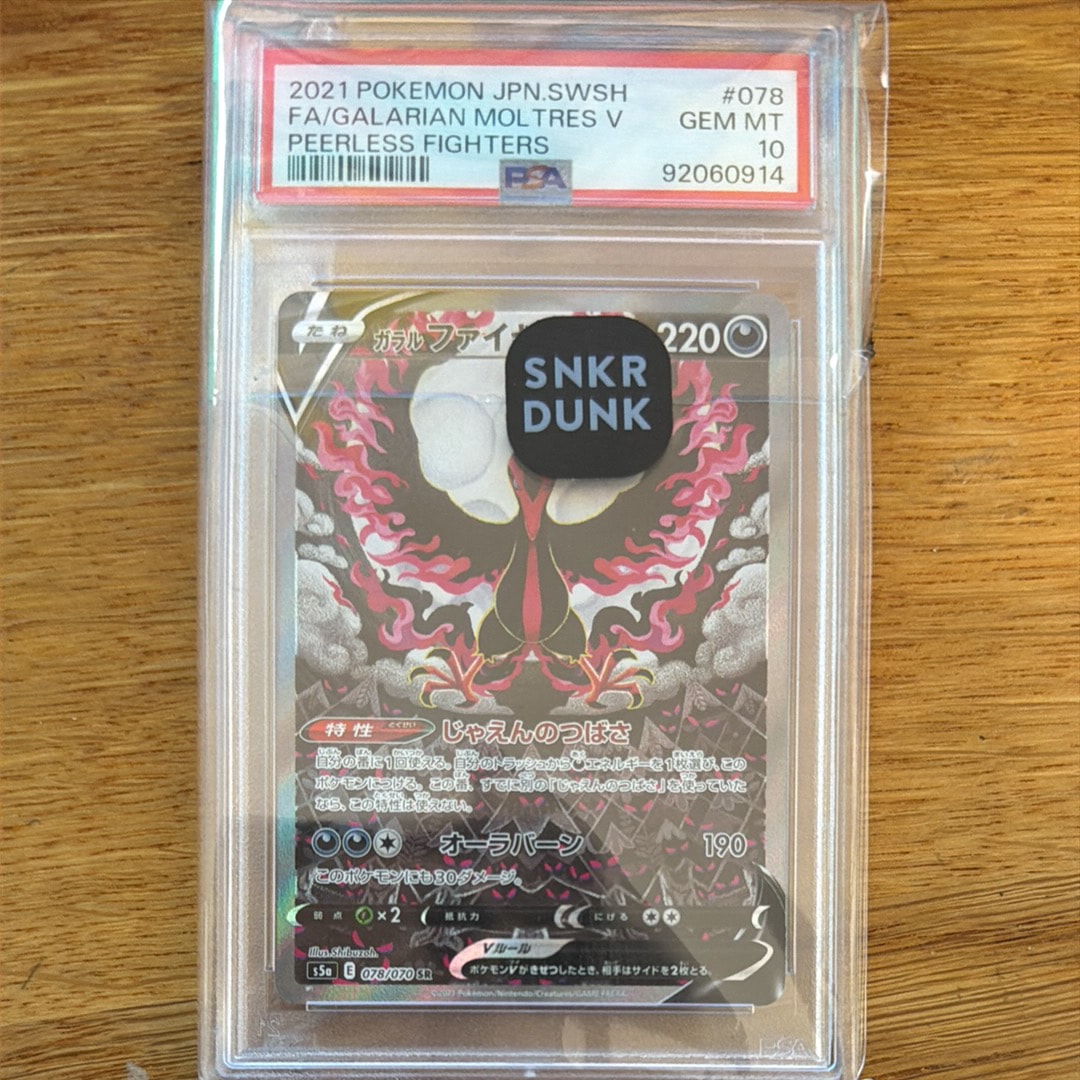 2021 POKEMON JPN.SWSH #078
FA/GALARIAN MOLTRES V GEM MT
PEERLESS FIGHTERS 10
PSA 92060914
たね ガラル ファイ 220
SNKR
DUNK
特性 とくせい じゃえんのつばさ
自分の番に1回使える。自分のトラッシュからエネルギーを1枚選び、この
ポケモンにつける。この番、すでに別の「じゃえんのつばさ」を使っていた
なら、この特性は使えない。
オーラバーン 190
このポケモンにも30ダメージ。
弱点 ×2 抵抗力 にげる
Illus. Shibuzoh.
Vルール
ポケモンVがきぜつしたとき、相手はサイドを2枚とる。
s5a E 078/070 SR
©2021 Pokémon/Nintendo/Creatures/GAME FREAK.
PSA